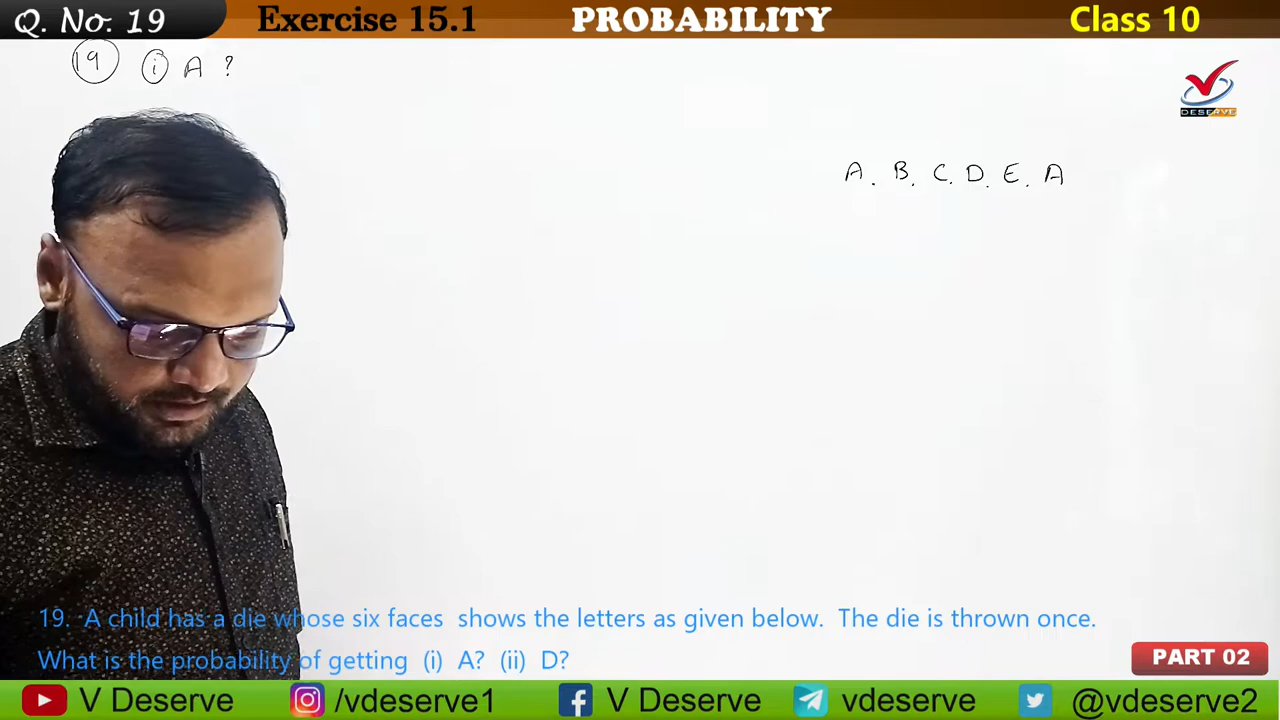 Q. No. 19
Exercise 15.1
PROBABILITY
Class 10
19 i A ?
DESERVE
A. B. C. D. E. A
19. A child has a die whose six faces shows the letters as given below. The die is thrown once.
What is the probability of getting (i) A? (ii) D?
PART 02
V Deserve
/vdeserve1
V Deserve
vdeserve
@vdeserve2